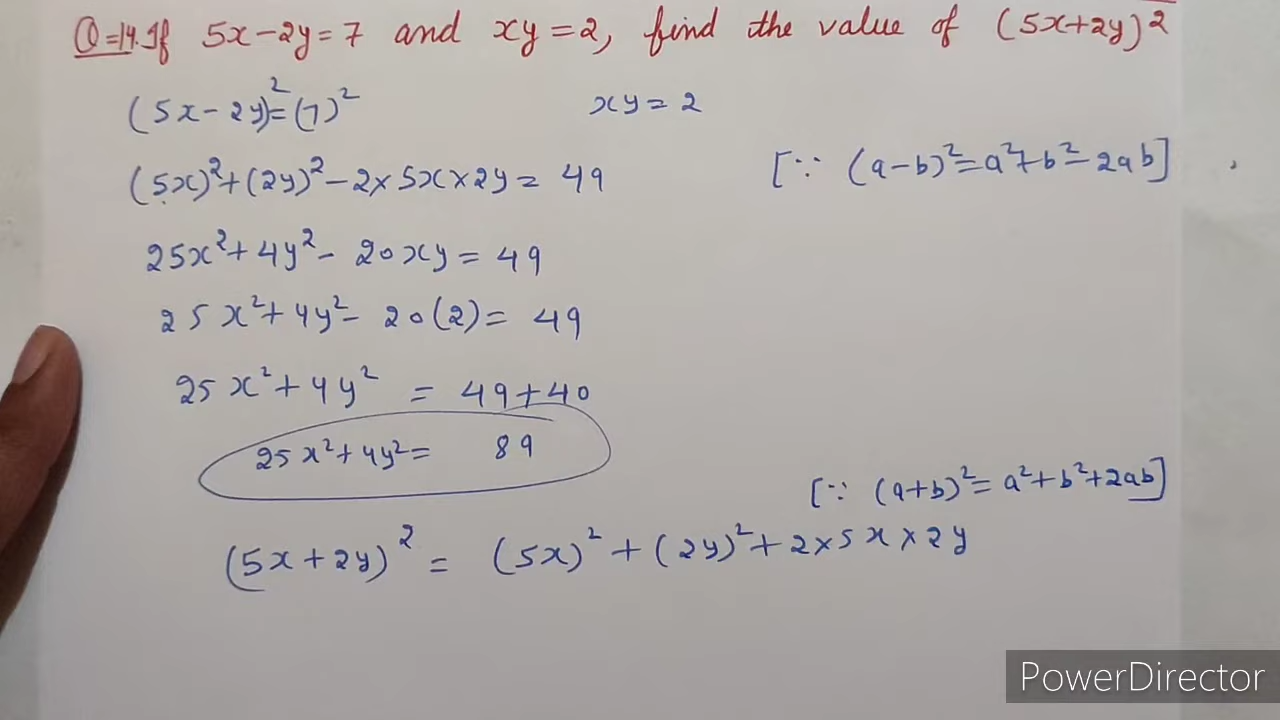 Q=14. If 5x-2y=7 and xy=2, find the value of (5x+2y)²
(5x-2y)²=(7)² xy=2
(5x)²+(2y)²-2×5x×2y=49 [∵ (a-b)²=a²+b²-2ab]
25x²+4y²-20xy=49
25x²+4y²-20(2)=49
25x²+4y² = 49+40
25x²+4y²= 89
[∵ (a+b)²=a²+b²+2ab]
(5x+2y)² = (5x)²+(2y)²+2×5x×2y
PowerDirector